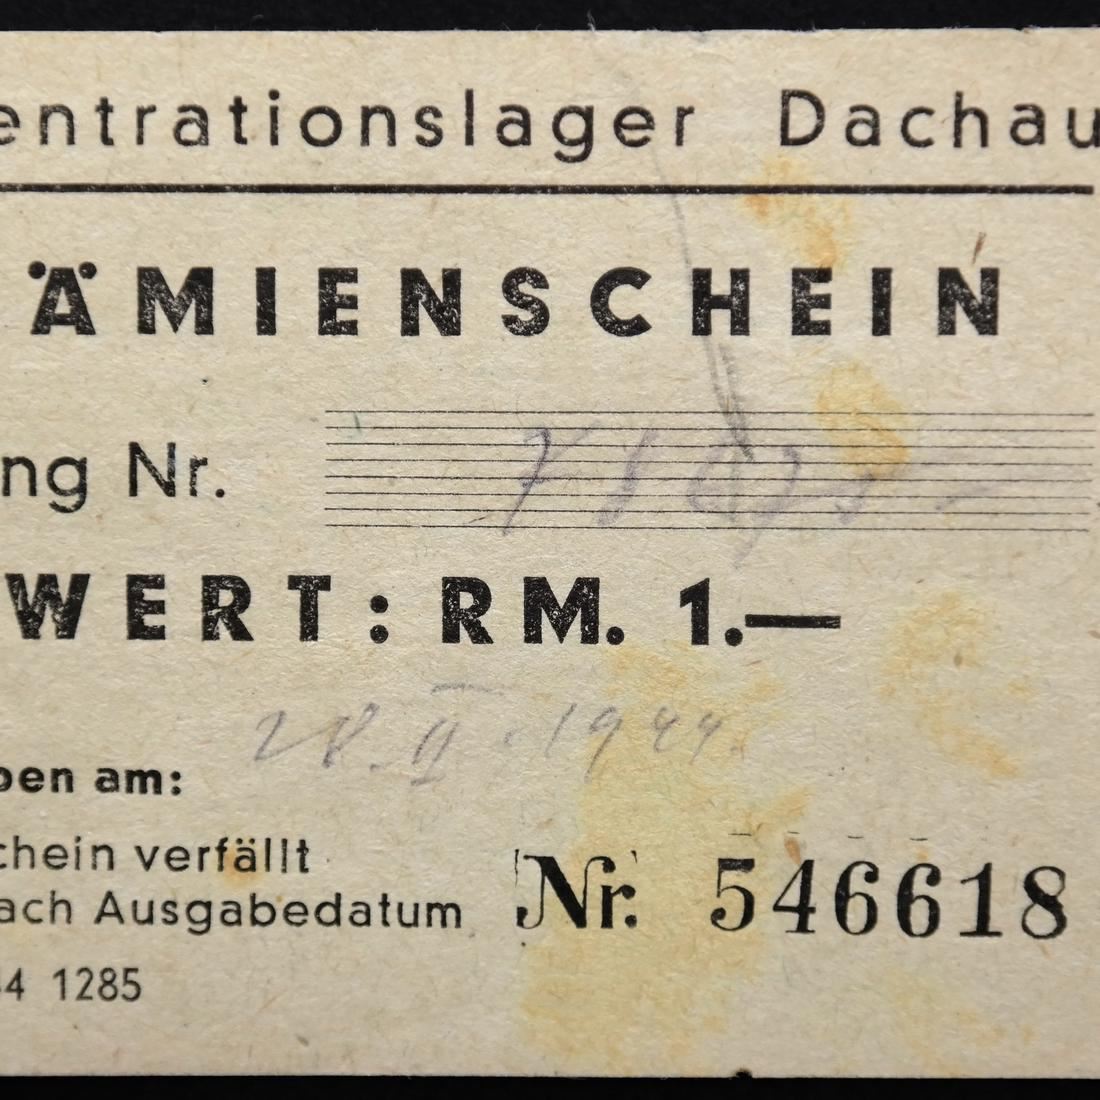 entrationslager Dachau
ÄMIENSCHEIN
ng Nr.
WERT: RM. 1.—
28. II. 1944.
ben am:
chein verfällt
ach Ausgabedatum
Nr. 546618
44 1285